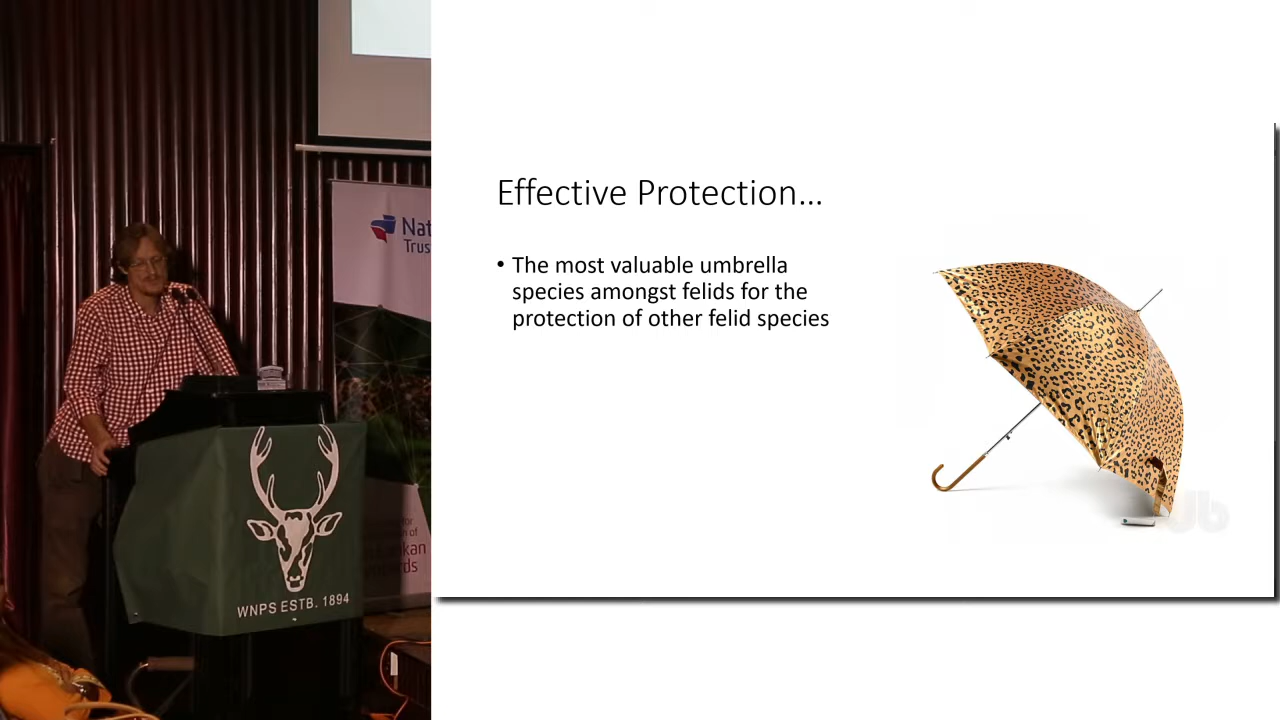 Effective Protection...
• The most valuable umbrella
species amongst felids for the
protection of other felid species
Nat
Trus
WNPS ESTB. 1894